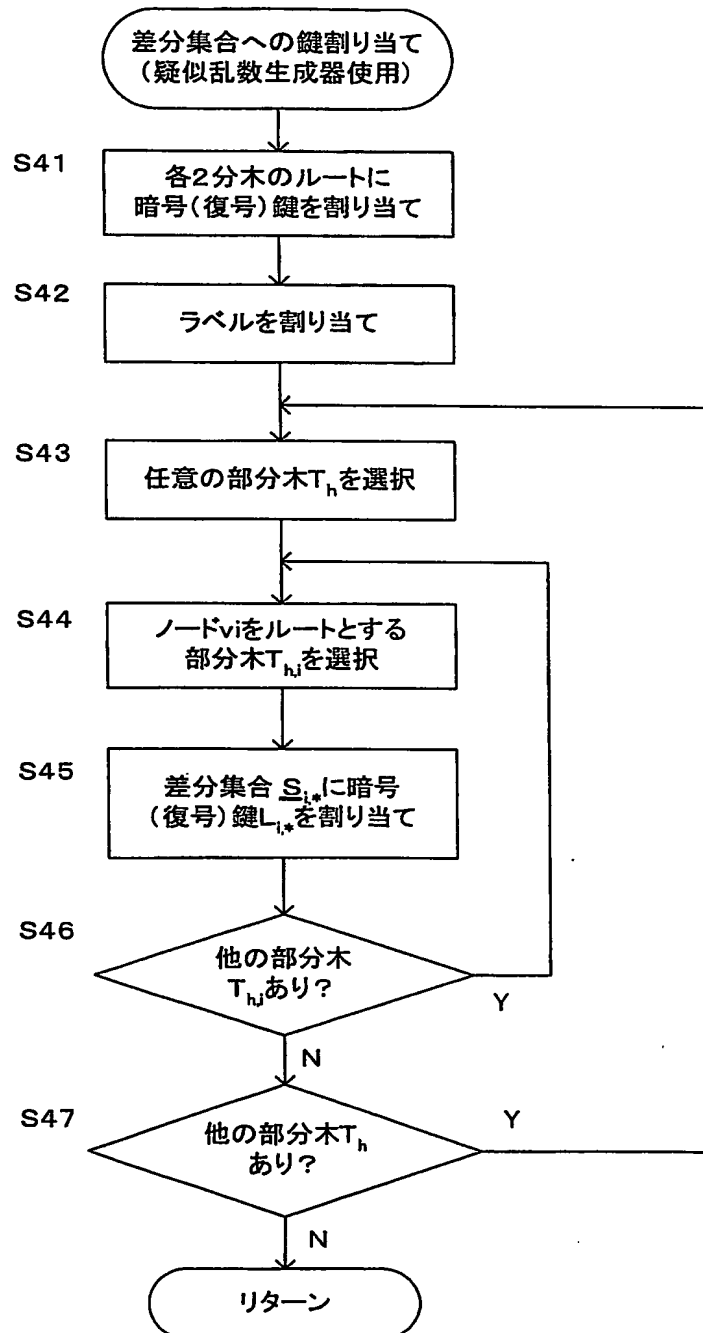 差分集合への鍵割り当て
(疑似乱数生成器使用)
S41
各2分木のルートに
暗号(復号)鍵を割り当て
S42
ラベルを割り当て
S43
任意の部分木Thを選択
S44
ノードviをルートとする
部分木Th,iを選択
S45
差分集合 Si,*に暗号
(復号)鍵Li,*を割り当て
S46
他の部分木
Th,iあり?
Y
N
S47
他の部分木Th
あり?
Y
N
リターン